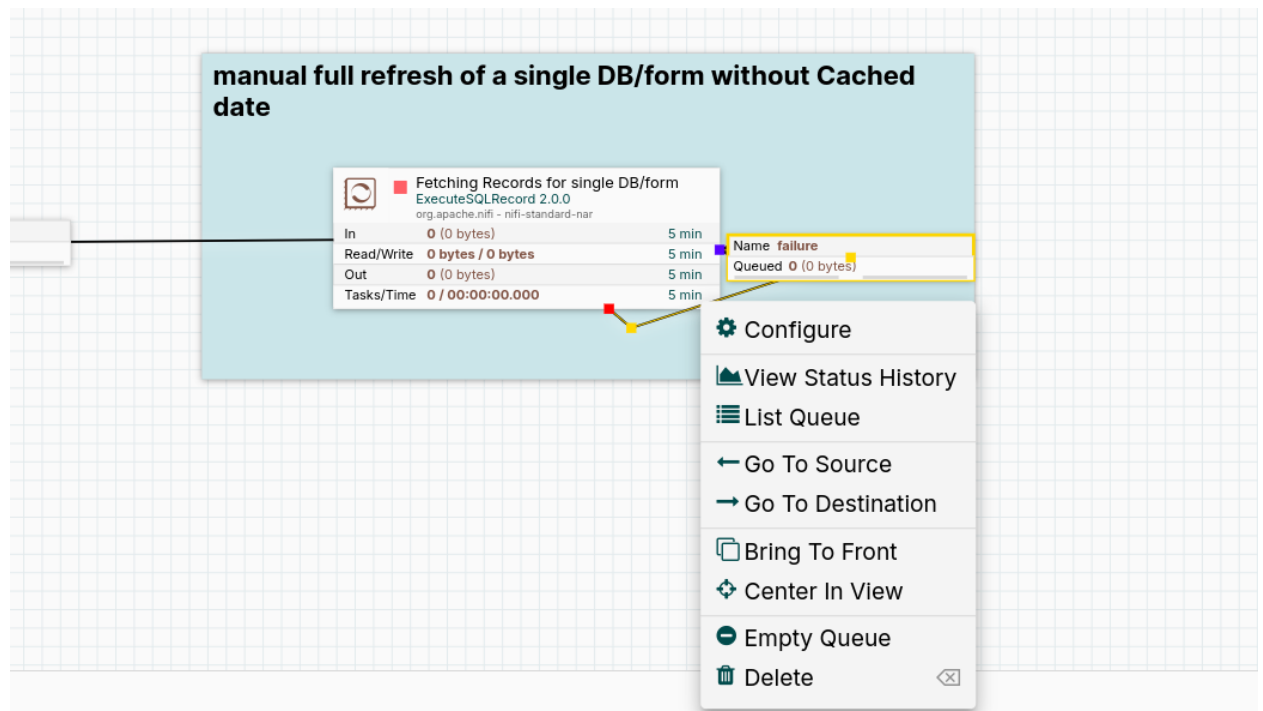 manual full refresh of a single DB/form without Cached
date
Fetching Records for single DB/form
ExecuteSQLRecord 2.0.0
org.apache.nifi - nifi-standard-nar
In 0 (0 bytes) 5 min
Read/Write 0 bytes / 0 bytes 5 min
Out 0 (0 bytes) 5 min
Tasks/Time 0 / 00:00:00.000 5 min
Name failure
Queued 0 (0 bytes)
Configure
View Status History
List Queue
Go To Source
Go To Destination
Bring To Front
Center In View
Empty Queue
Delete